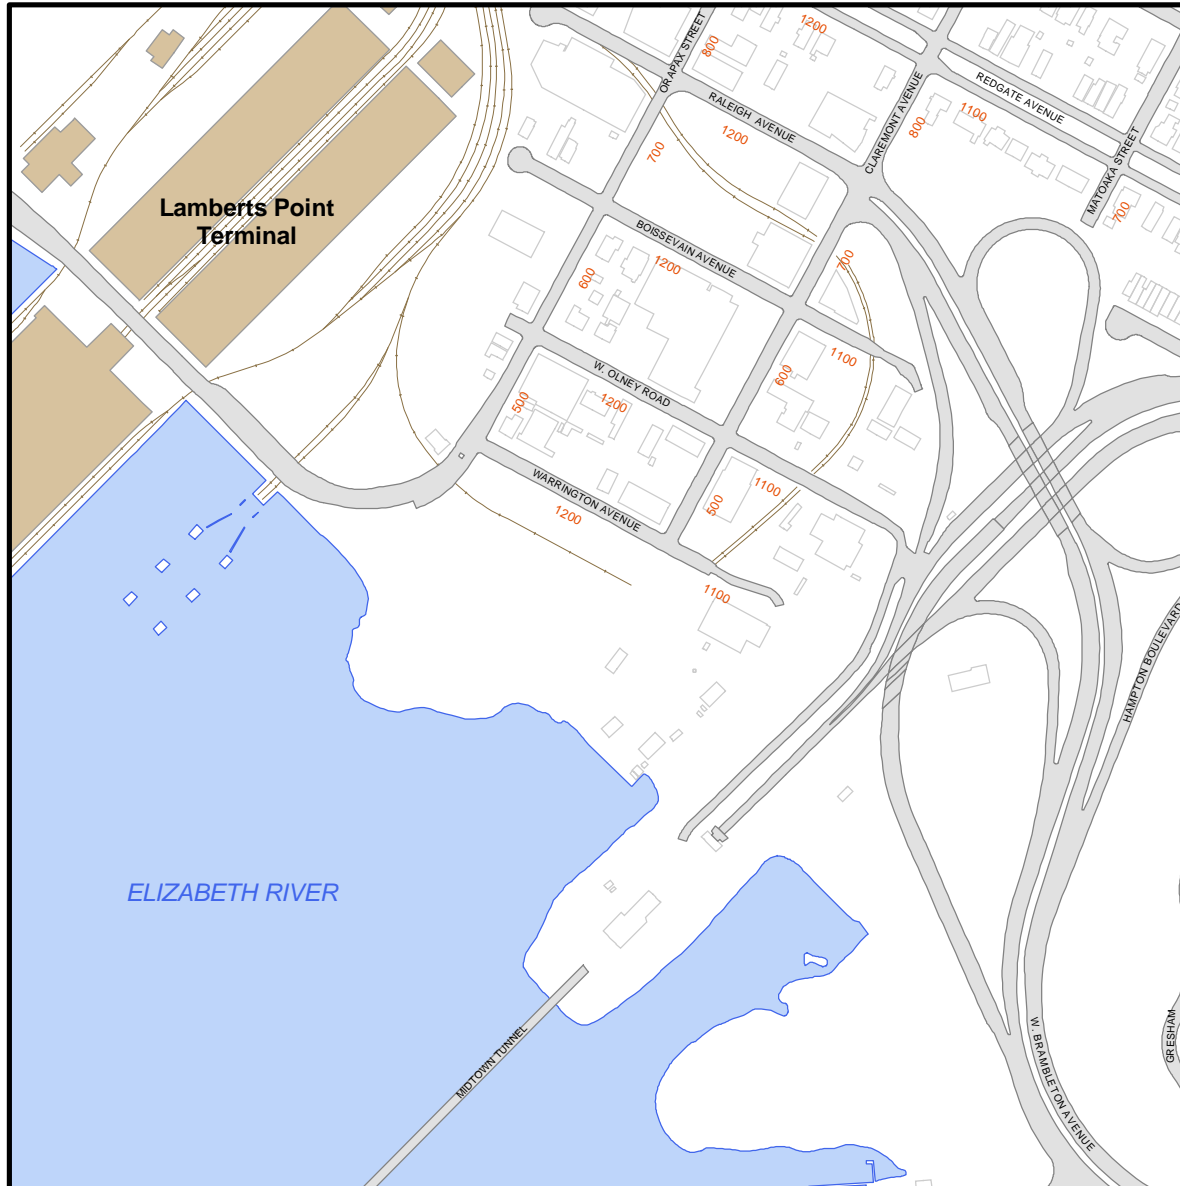 1200
ORAPAX STREET
800
REDGATE AVENUE
RALEIGH AVENUE
1100
CLAREMONT AVENUE
800
1200
700
MATOAKA STREET
Lamberts Point
Terminal
700
BOISSEVAIN AVENUE
1200
700
600
1100
W. OLNEY ROAD
600
1200
500
WARRINGTON AVENUE
1100
500
1200
1100
HAMPTON BOULEVARD
ELIZABETH RIVER
MIDTOWN TUNNEL
GRESHAM
W. BRAMBLETON AVENUE